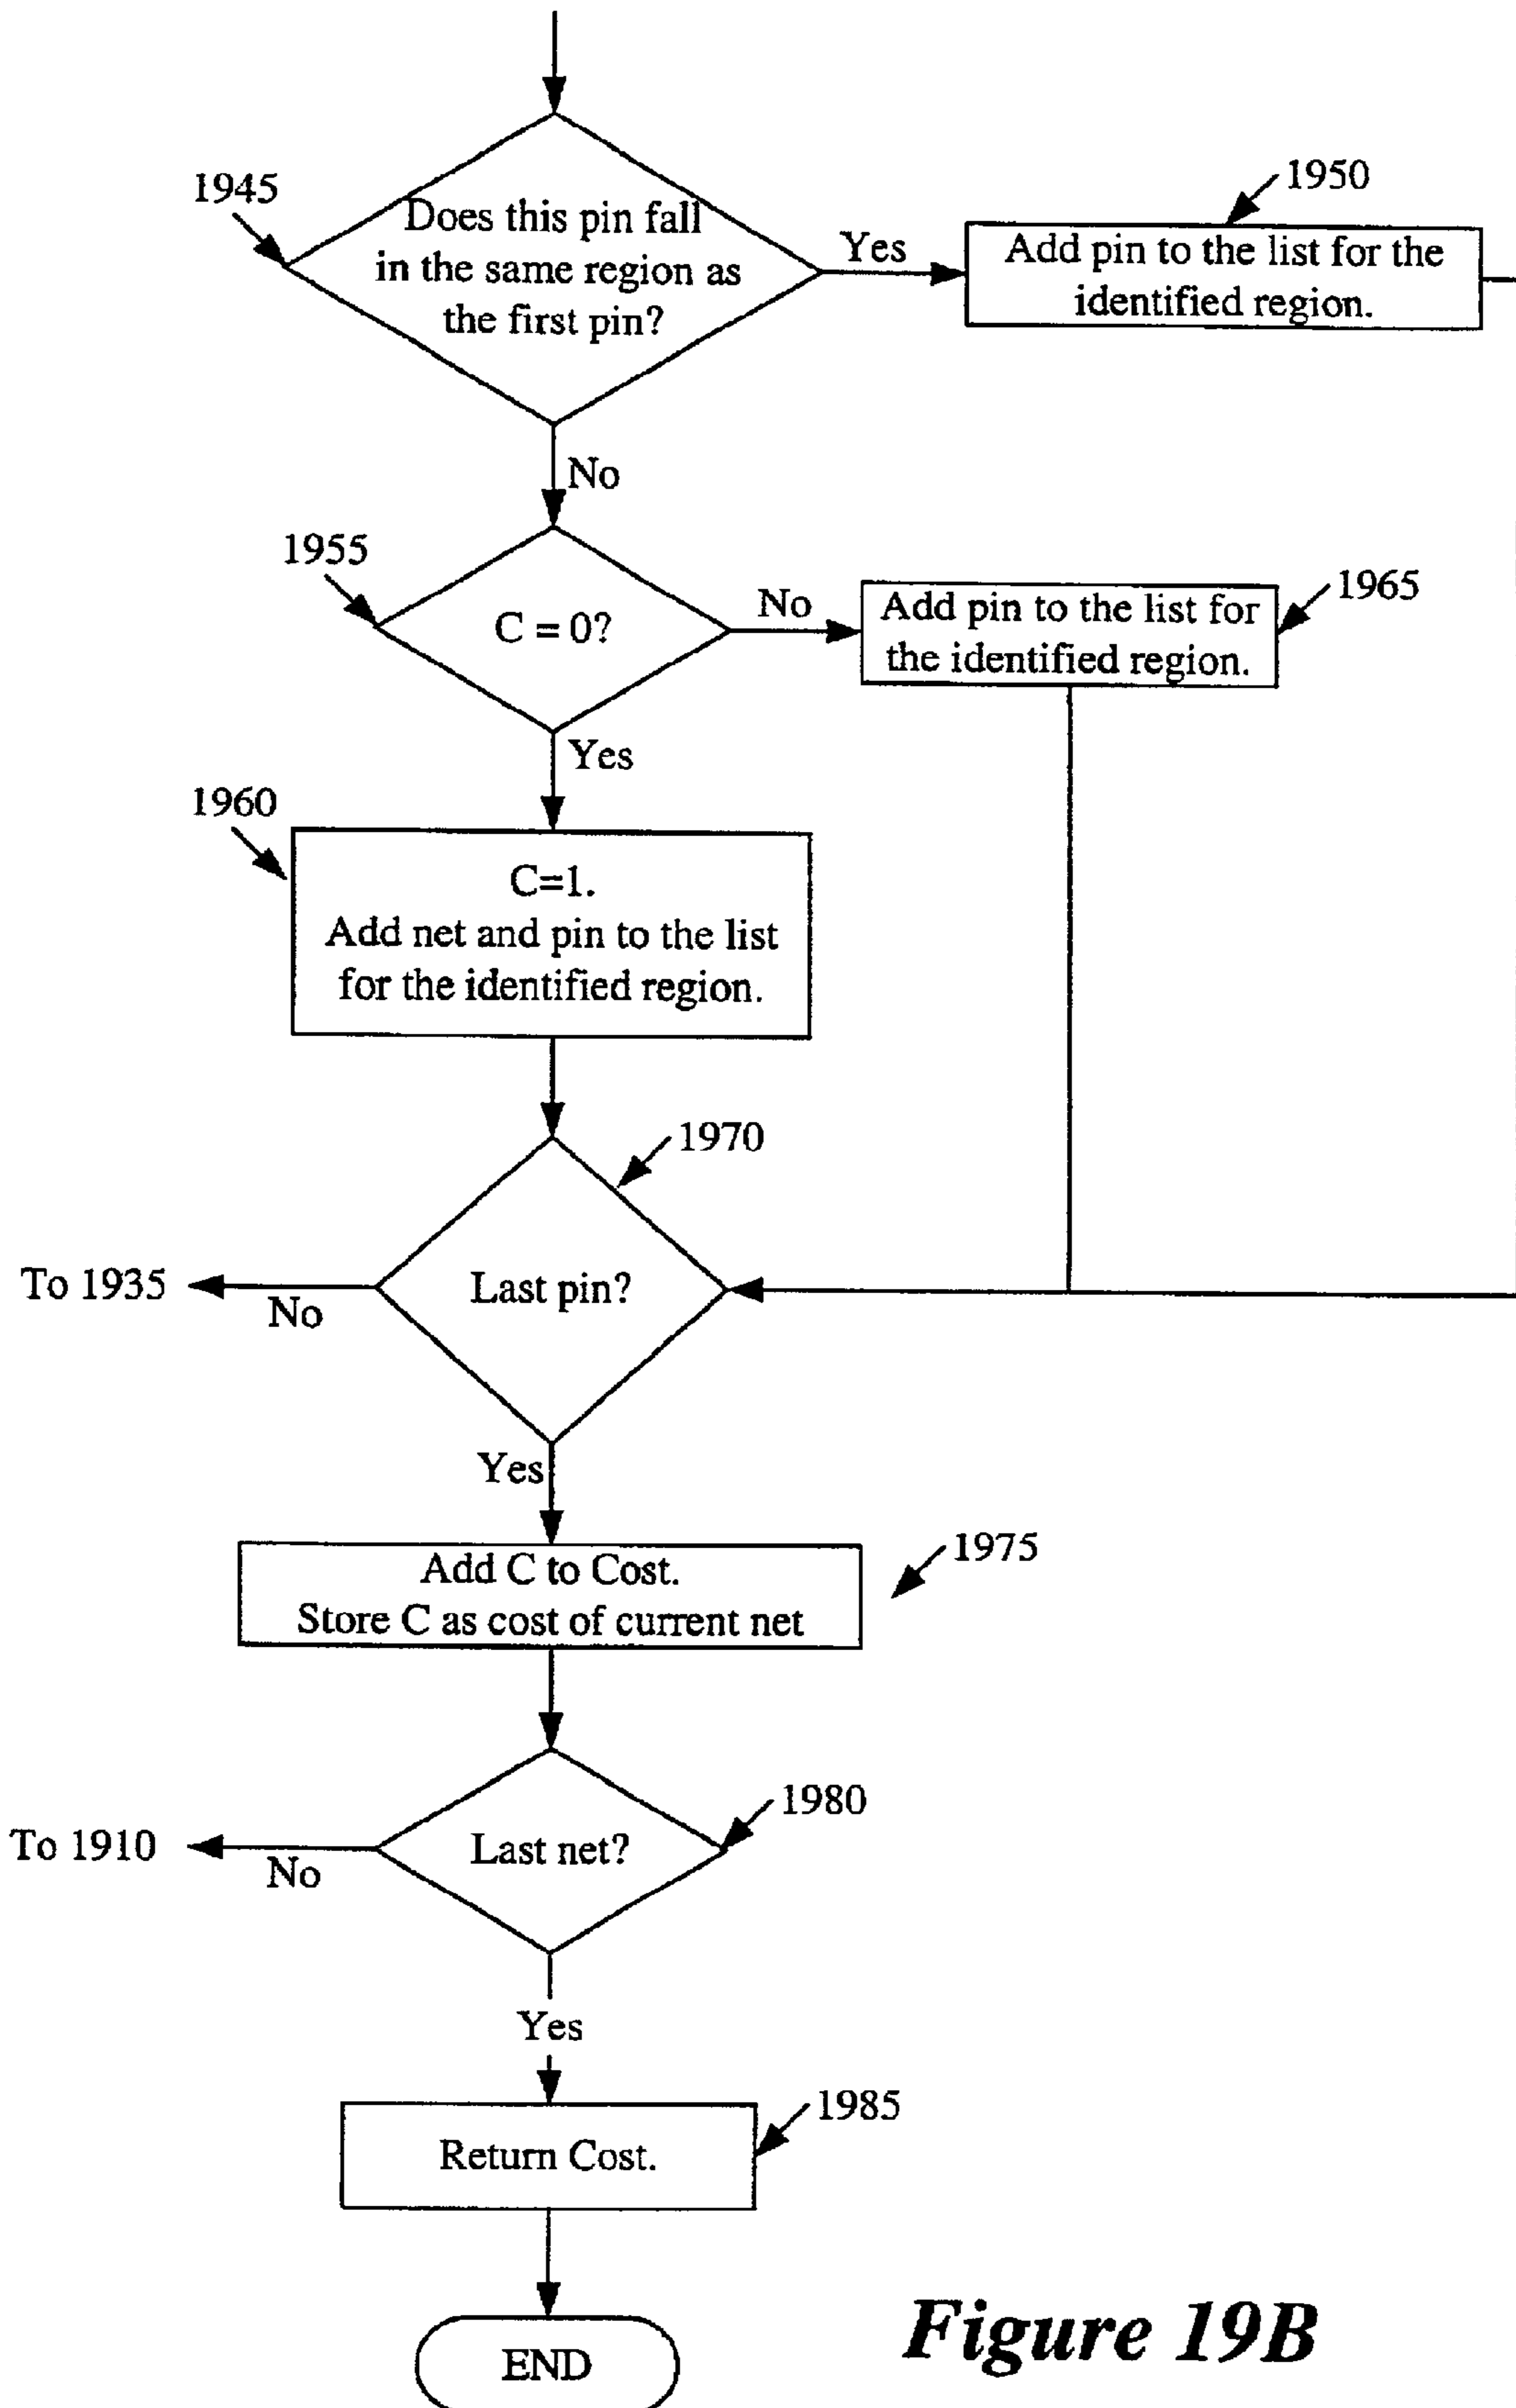 1945
Does this pin fall
in the same region as
the first pin?
Yes
1950
Add pin to the list for the
identified region.
No
1955
C = 0?
No
1965
Add pin to the list for
the identified region.
Yes
1960
C=1.
Add net and pin to the list
for the identified region.
1970
Last pin?
To 1935
No
Yes
Add C to Cost.
Store C as cost of current net
1975
1980
Last net?
To 1910
No
Yes
1985
Return Cost.
END
Figure 19B